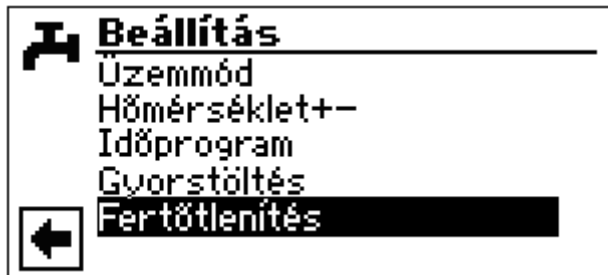 Beállítás
Üzemmód
Hőmérséklet+−
Időprogram
Gyorstöltés
Fertőtlenítés